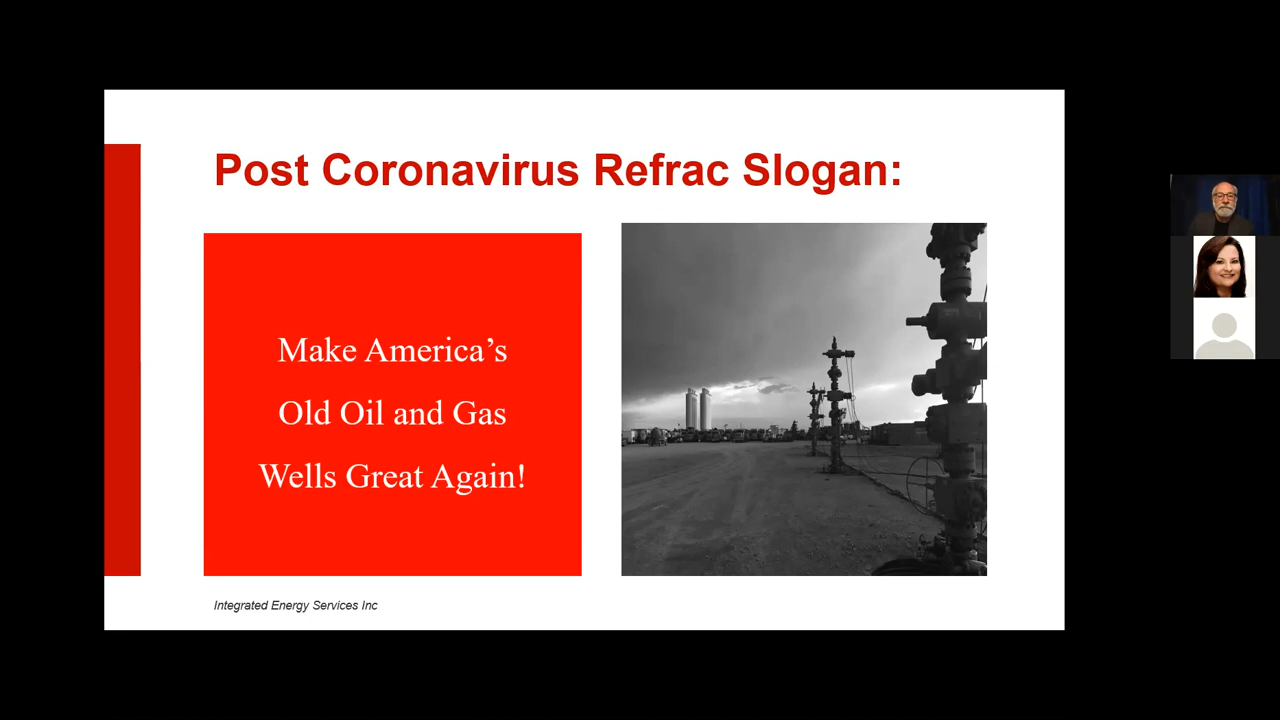 Post Coronavirus Refrac Slogan:
Make America’s
Old Oil and Gas
Wells Great Again!
Integrated Energy Services Inc